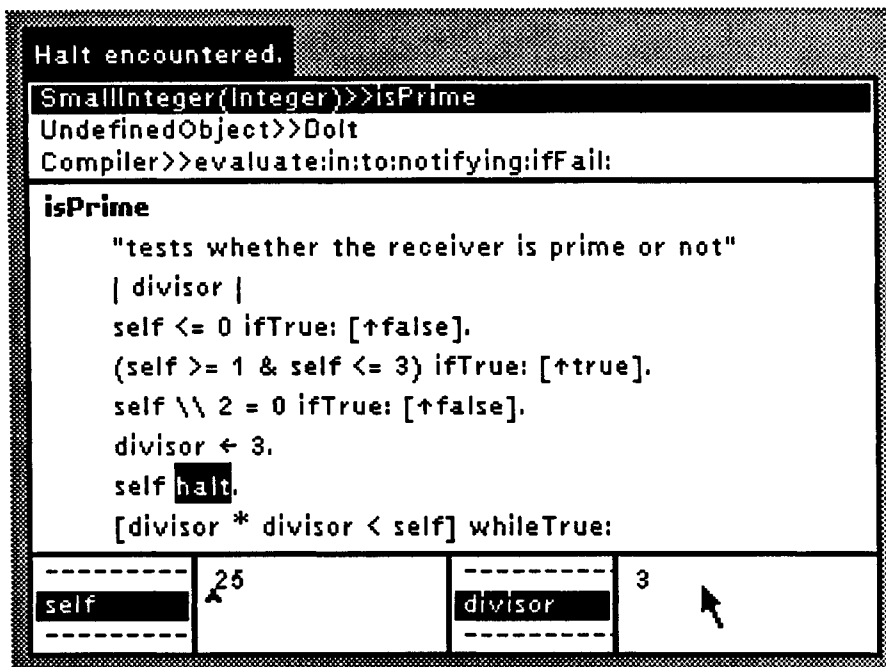 Halt encountered.
SmallInteger(Integer)>>isPrime
UndefinedObject>>DoIt
Compiler>>evaluate:in:to:notifying:ifFail:
isPrime
"tests whether the receiver is prime or not"
| divisor |
self <= 0 ifTrue: [↑false].
(self >= 1 & self <= 3) ifTrue: [↑true].
self \\ 2 = 0 ifTrue: [↑false].
divisor ← 3.
self halt.
[divisor * divisor < self] whileTrue:
self
25
divisor
3